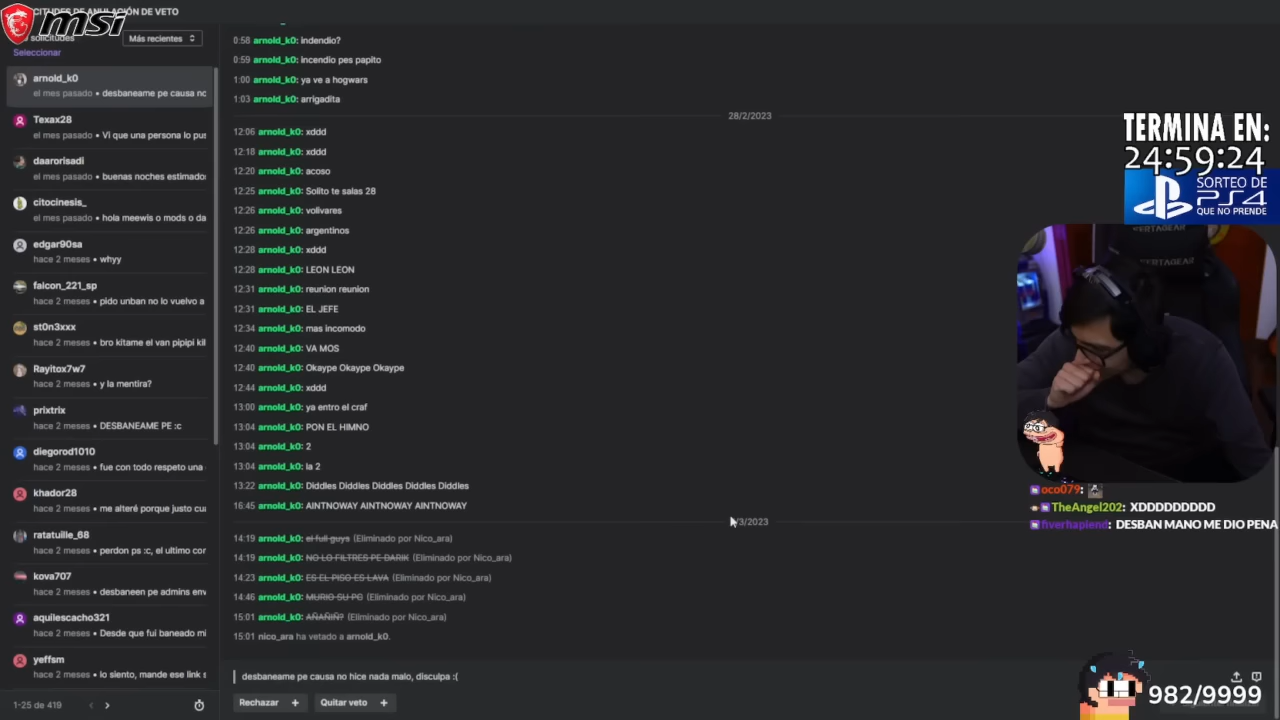 CITUDES DE ANULACIÓN DE VETO
msi
solicitudes
Más recientes
Seleccionar
arnold_k0
el mes pasado • desbaneame pe causa no
Texax28
el mes pasado • Vi que una persona lo pus
daarorisadi
el mes pasado • buenas noches estimados
citocinesis_
el mes pasado • hola meewis o mods o da
edgar90sa
hace 2 meses • whyy
falcon_221_sp
hace 2 meses • pido unban no lo vuelvo a
st0n3xxx
hace 2 meses • bro kitame el van pipipi kil
Rayitox7w7
hace 2 meses • y la mentira?
prixtrix
hace 2 meses • DESBANEAME PE :c
diegorod1010
hace 2 meses • fue con todo respeto una
khador28
hace 2 meses • me alteré porque justo cu
ratatuille_68
hace 2 meses • perdon ps :c, el ultimo cor
kova707
hace 2 meses • desbaneen pe admins env
aquilescacho321
hace 2 meses • Desde que fui baneado mi
yeffsm
hace 2 meses • lo siento, mande ese link s
1-25 de 419
0:58 arnold_k0: indendio?
0:59 arnold_k0: incendio pes papito
1:00 arnold_k0: ya ve a hogwars
1:03 arnold_k0: arrigadita
28/2/2023
12:06 arnold_k0: xddd
12:18 arnold_k0: xddd
12:20 arnold_k0: acoso
12:25 arnold_k0: Solito te salas 28
12:26 arnold_k0: volivares
12:26 arnold_k0: argentinos
12:28 arnold_k0: xddd
12:28 arnold_k0: LEON LEON
12:31 arnold_k0: reunion reunion
12:31 arnold_k0: EL JEFE
12:34 arnold_k0: mas incomodo
12:40 arnold_k0: VA MOS
12:40 arnold_k0: Okaype Okaype Okaype
12:44 arnold_k0: xddd
13:00 arnold_k0: ya entro el craf
13:04 arnold_k0: PON EL HIMNO
13:04 arnold_k0: 2
13:04 arnold_k0: la 2
13:22 arnold_k0: Diddles Diddles Diddles Diddles Diddles
16:45 arnold_k0: AINTNOWAY AINTNOWAY AINTNOWAY
/3/2023
14:19 arnold_k0: el full guys (Eliminado por Nico_ara)
14:19 arnold_k0: NO LO FILTRES PE DARIK (Eliminado por Nico_ara)
14:23 arnold_k0: ES EL PISO ES LAVA (Eliminado por Nico_ara)
14:46 arnold_k0: MURIO SU PC (Eliminado por Nico_ara)
15:01 arnold_k0: AÑAÑIÑ? (Eliminado por Nico_ara)
15:01 nico_ara ha vetado a arnold_k0.
desbaneame pe causa no hice nada malo, disculpa :(
Rechazar +
Quitar veto +
TERMINA EN:
24:59:24
SORTEO DE
PS4
QUE NO PRENDE
VERTAGEAR
VERTAGEAR
oco079:
TheAngel202: XDDDDDDDDD
fiverhapiend: DESBAN MANO ME DIO PENA
982/9999